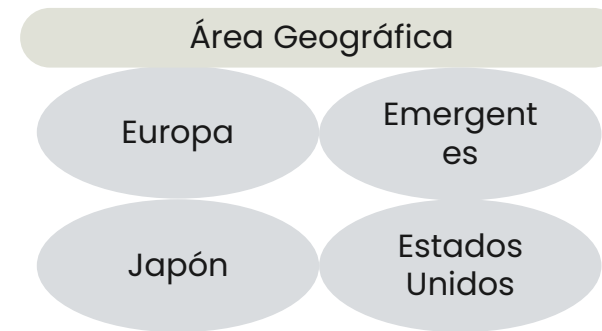 Área Geográfica
Europa
Emergent
es
Japón
Estados
Unidos